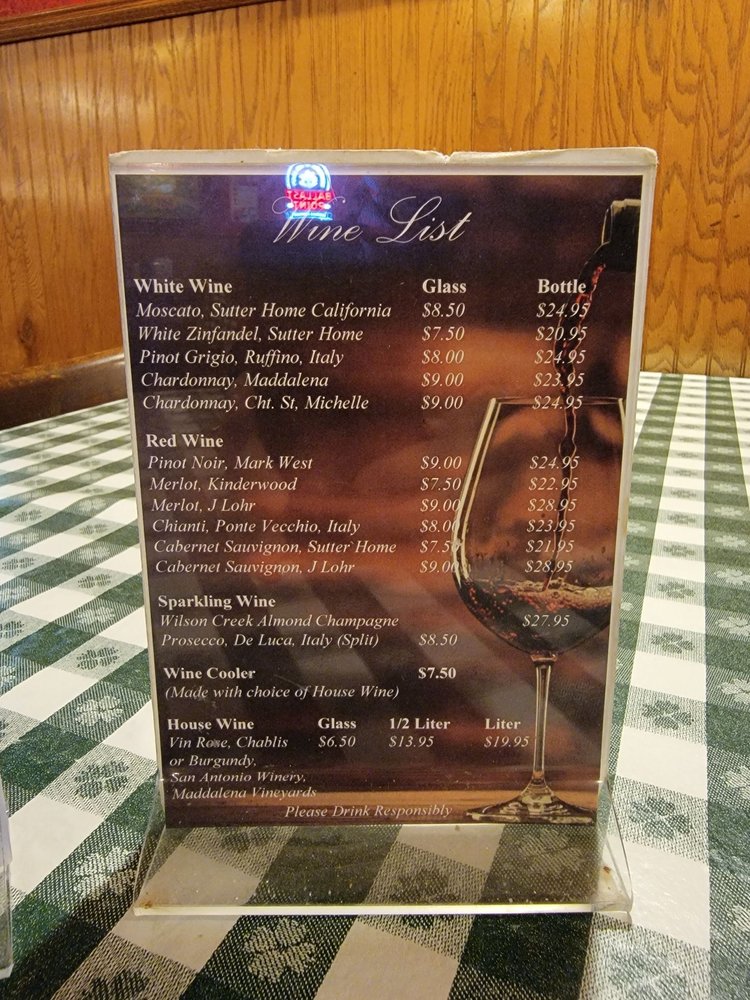 BALLAST
POINT
Wine List
White Wine Glass Bottle
Moscato, Sutter Home California $8.50 $24.95
White Zinfandel, Sutter Home $7.50 $20.95
Pinot Grigio, Ruffino, Italy $8.00 $24.95
Chardonnay, Maddalena $9.00 $23.95
Chardonnay, Cht. St, Michelle $9.00 $24.95
Red Wine
Pinot Noir, Mark West $9.00 $24.95
Merlot, Kinderwood $7.50 $22.95
Merlot, J Lohr $9.00 $28.95
Chianti, Ponte Vecchio, Italy $8.00 $23.95
Cabernet Sauvignon, Sutter Home $7.50 $21.95
Cabernet Sauvignon, J Lohr $9.00 $28.95
Sparkling Wine
Wilson Creek Almond Champagne $27.95
Prosecco, De Luca, Italy (Split) $8.50
Wine Cooler $7.50
(Made with choice of House Wine)
House Wine Glass 1/2 Liter Liter
Vin Rose, Chablis $6.50 $13.95 $19.95
or Burgundy,
San Antonio Winery,
Maddalena Vineyards
Please Drink Responsibly